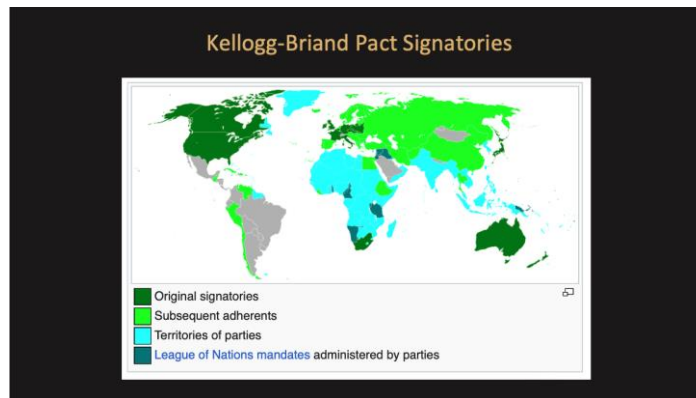 Kellogg-Briand Pact Signatories
Original signatories
Subsequent adherents
Territories of parties
League of Nations mandates administered by parties